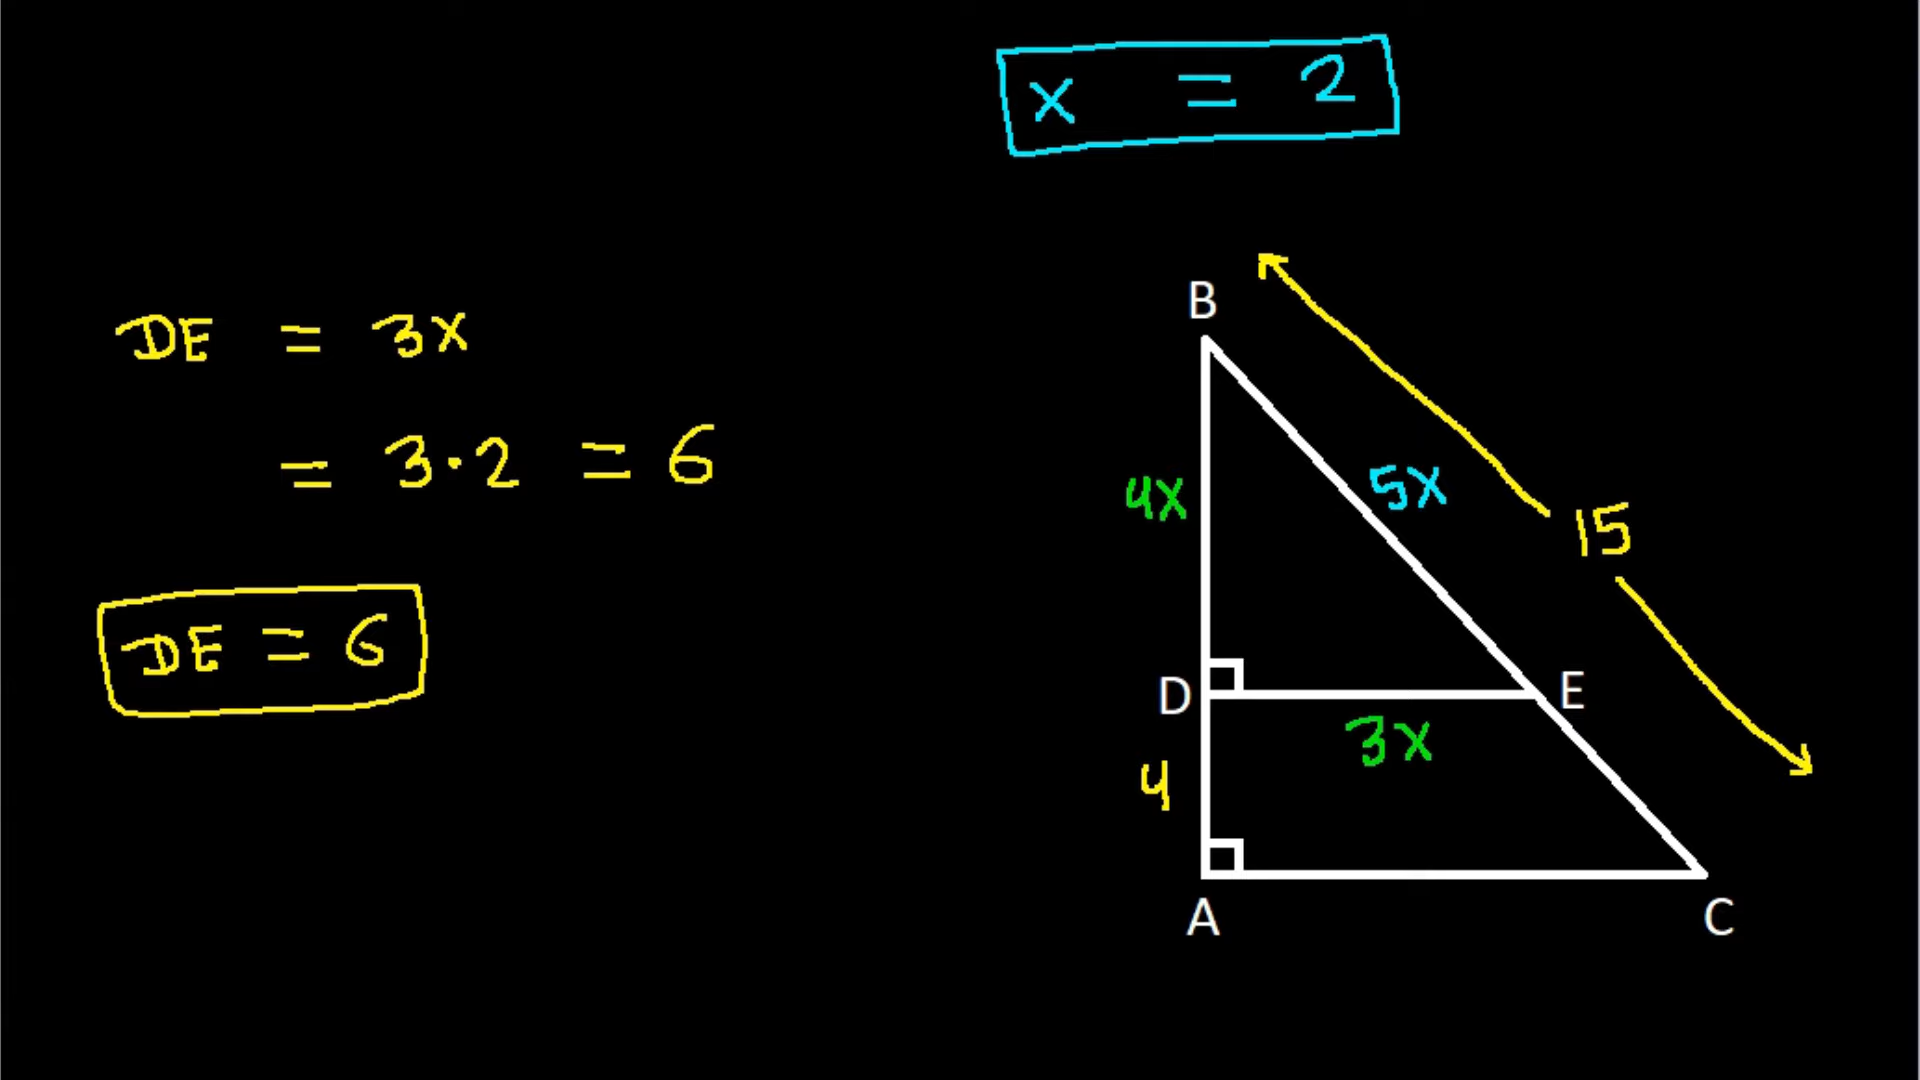 x = 2
DE = 3x
= 3·2 = 6
DE = 6
B
4x
5x
15
D
E
3x
4
A
C